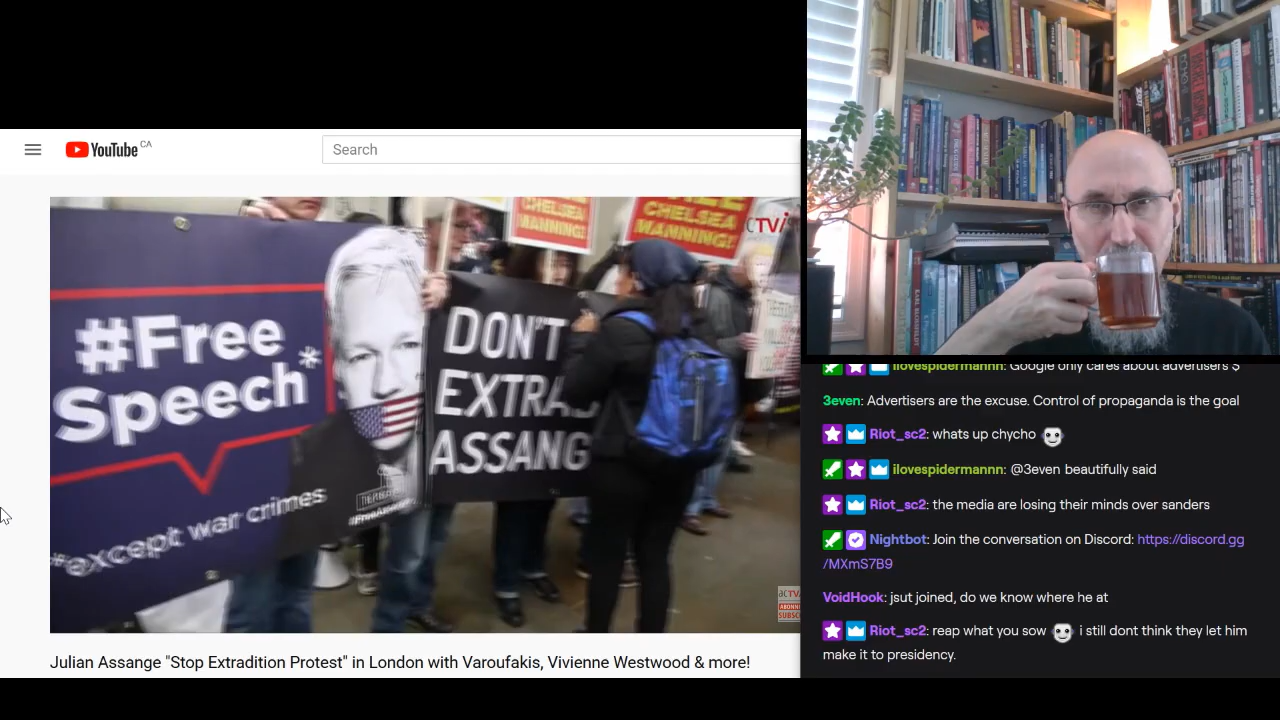 YouTube CA
Search
CHELSEA
MANNING!
FREE
CHELSEA
MANNING!
acTVi
#Free
Speech*
*except war crimes
DON'T
EXTRA
ASSANG
acTVi
ilovespidermannn: Google only cares about advertisers $
3even: Advertisers are the excuse. Control of propaganda is the goal
Riot_sc2: whats up chycho
ilovespidermannn: @3even beautifully said
Riot_sc2: the media are losing their minds over sanders
Nightbot: Join the conversation on Discord: https://discord.gg
/MXmS7B9
VoidHook: jsut joined, do we know where he at
Riot_sc2: reap what you sow i still dont think they let him
make it to presidency.
Julian Assange "Stop Extradition Protest" in London with Varoufakis, Vivienne Westwood & more!